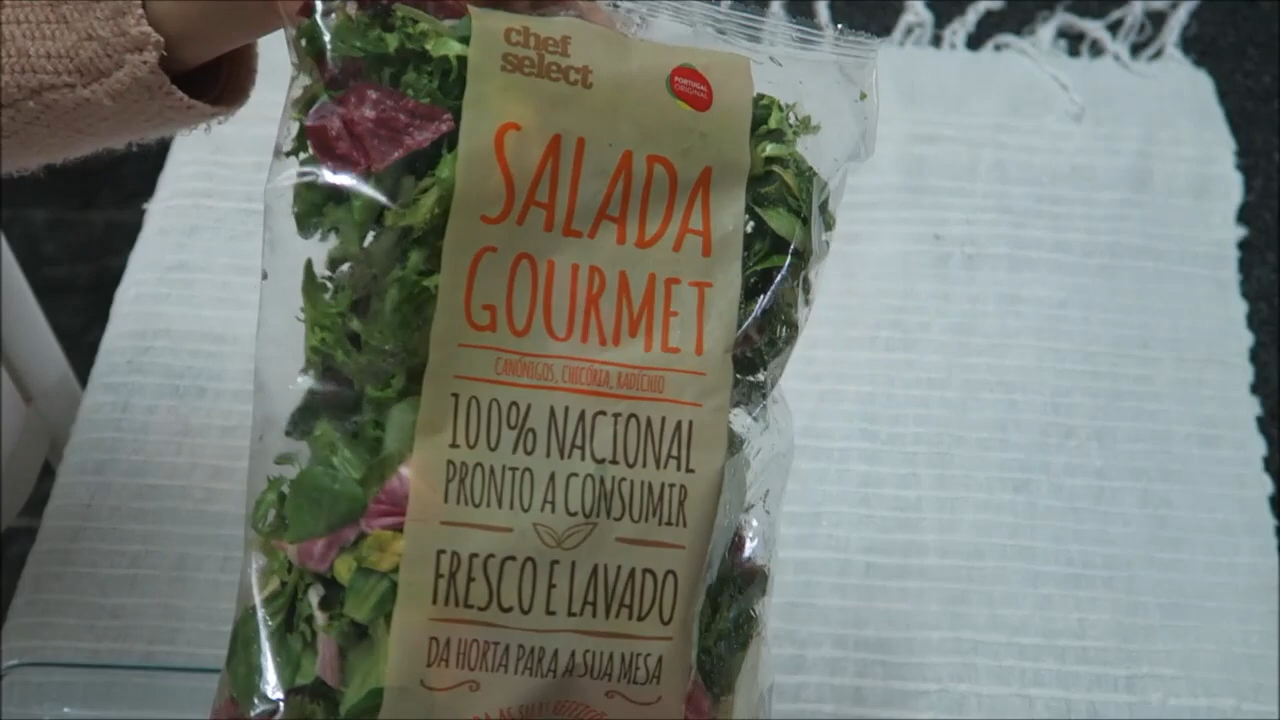 chef
select
PORTUGAL
ORIGINAL
SALADA
GOURMET
CANÓNIGOS, CHICÓRIA, RADÍCHIO
100% NACIONAL
PRONTO A CONSUMIR
FRESCO E LAVADO
DA HORTA PARA A SUA MESA